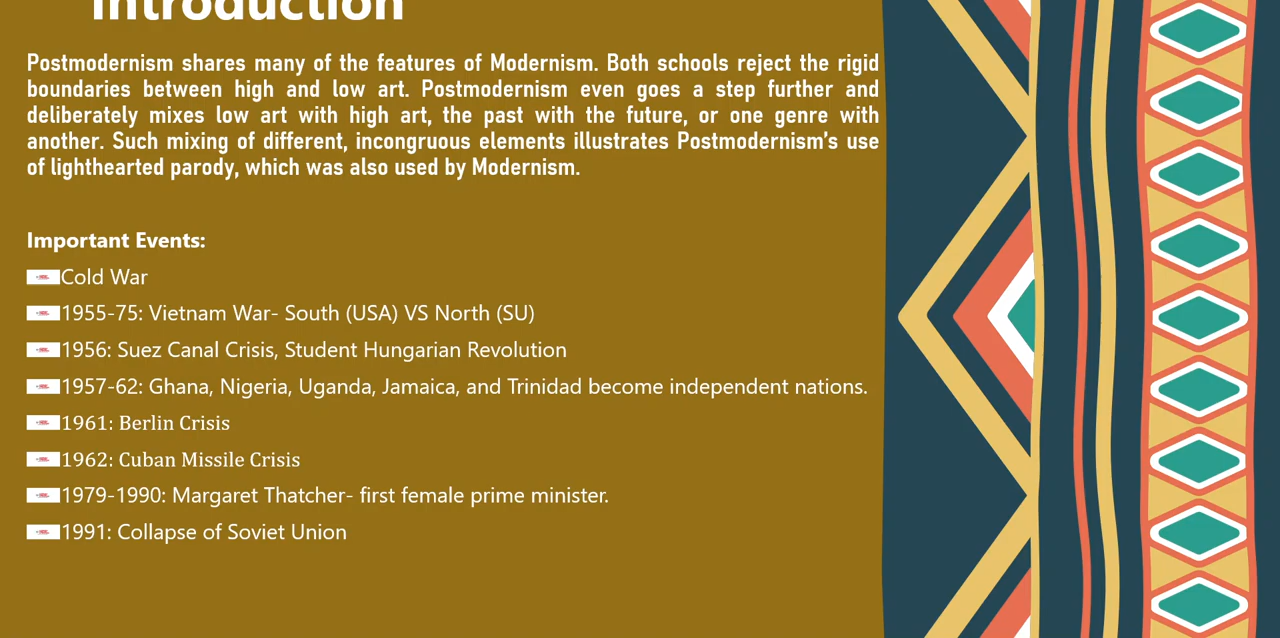 Introduction
Postmodernism shares many of the features of Modernism. Both schools reject the rigid
boundaries between high and low art. Postmodernism even goes a step further and
deliberately mixes low art with high art, the past with the future, or one genre with
another. Such mixing of different, incongruous elements illustrates Postmodernism's use
of lighthearted parody, which was also used by Modernism.
Important Events:
Cold War
1955-75: Vietnam War- South (USA) VS North (SU)
1956: Suez Canal Crisis, Student Hungarian Revolution
1957-62: Ghana, Nigeria, Uganda, Jamaica, and Trinidad become independent nations.
1961: Berlin Crisis
1962: Cuban Missile Crisis
1979-1990: Margaret Thatcher- first female prime minister.
1991: Collapse of Soviet Union